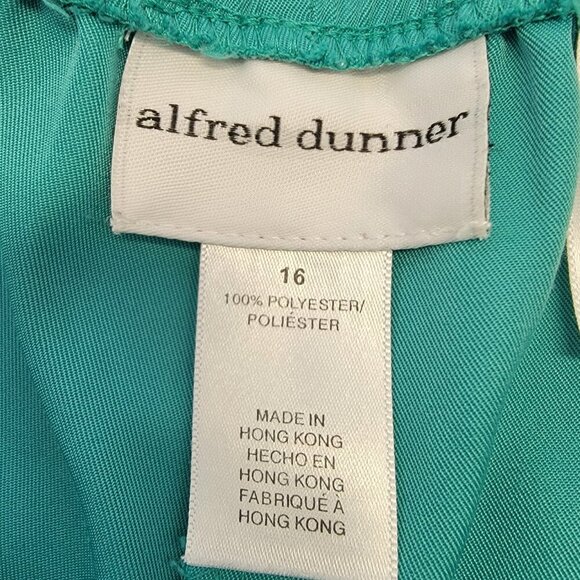 alfred dunner
16
100% POLYESTER/
POLIÉSTER
MADE IN
HONG KONG
HECHO EN
HONG KONG
FABRIQUÉ À
HONG KONG